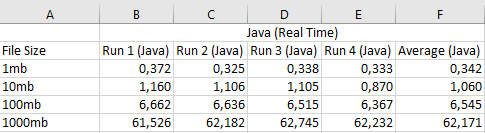 A B C D E F
Java (Real Time)
File Size Run 1 (Java) Run 2 (Java) Run 3 (Java) Run 4 (Java) Average (Java)
1mb 0,372 0,325 0,338 0,333 0,342
10mb 1,160 1,106 1,105 0,870 1,060
100mb 6,662 6,636 6,515 6,367 6,545
1000mb 61,526 62,182 62,745 62,232 62,171